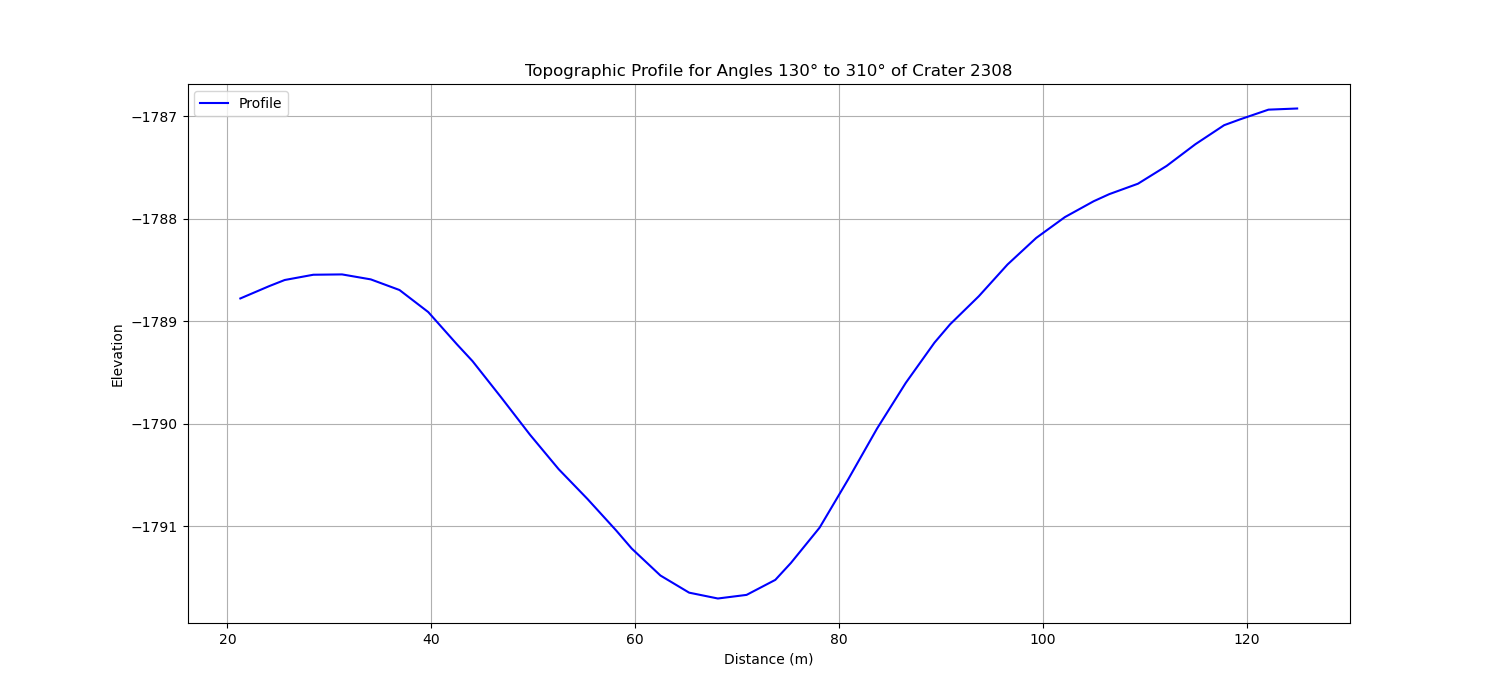 Topographic Profile for Angles 130° to 310° of Crater 2308
Profile
−1787
−1788
−1789
−1790
−1791
Elevation
20 40 60 80 100 120
Distance (m)